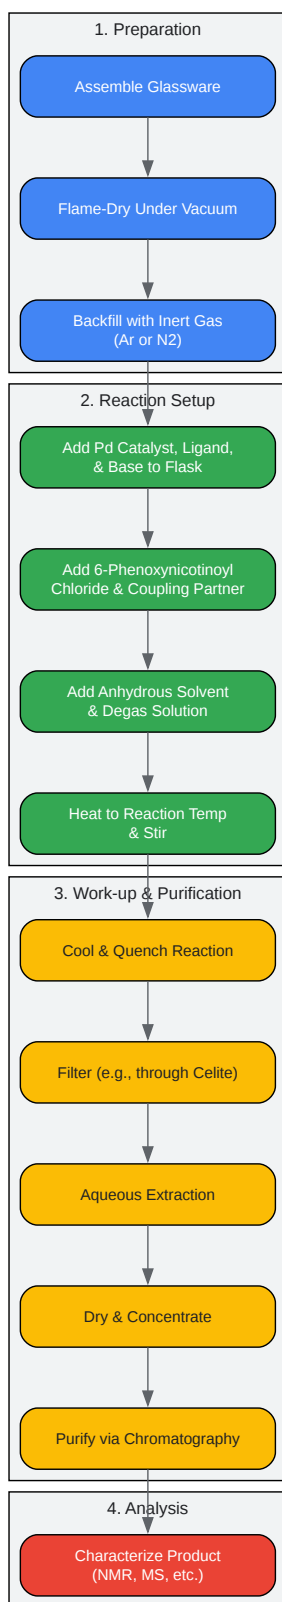 1. Preparation
Assemble Glassware
Flame-Dry Under Vacuum
Backfill with Inert Gas
(Ar or N2)
2. Reaction Setup
Add Pd Catalyst, Ligand,
& Base to Flask
Add 6-Phenoxynicotinoyl
Chloride & Coupling Partner
Add Anhydrous Solvent
& Degas Solution
Heat to Reaction Temp
& Stir
3. Work-up & Purification
Cool & Quench Reaction
Filter (e.g., through Celite)
Aqueous Extraction
Dry & Concentrate
Purify via Chromatography
4. Analysis
Characterize Product
(NMR, MS, etc.)